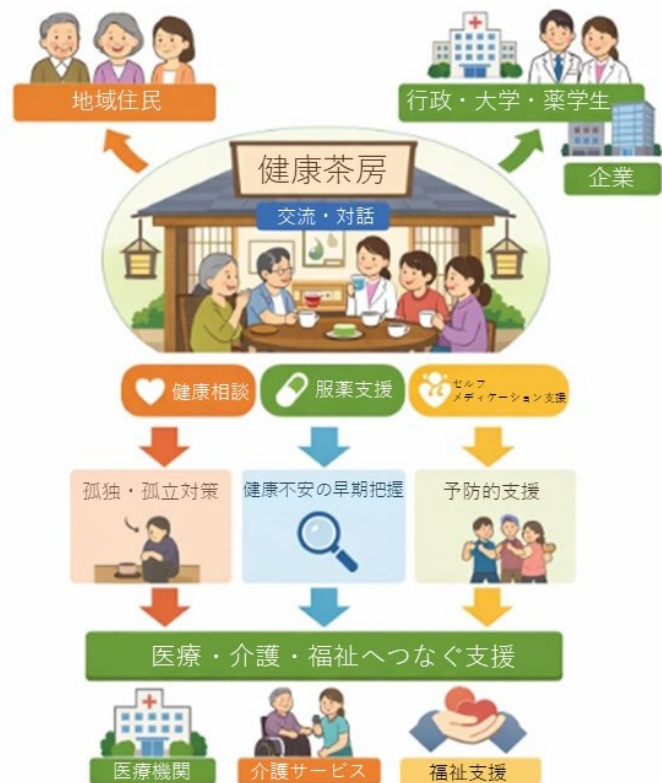 地域住民
行政・大学・薬学生
企業
健康茶房
交流・対話
健康相談
服薬支援
セルフ
メディケーション支援
孤独・孤立対策
健康不安の早期把握
予防的支援
医療・介護・福祉へつなぐ支援
医療機関
介護サービス
福祉支援